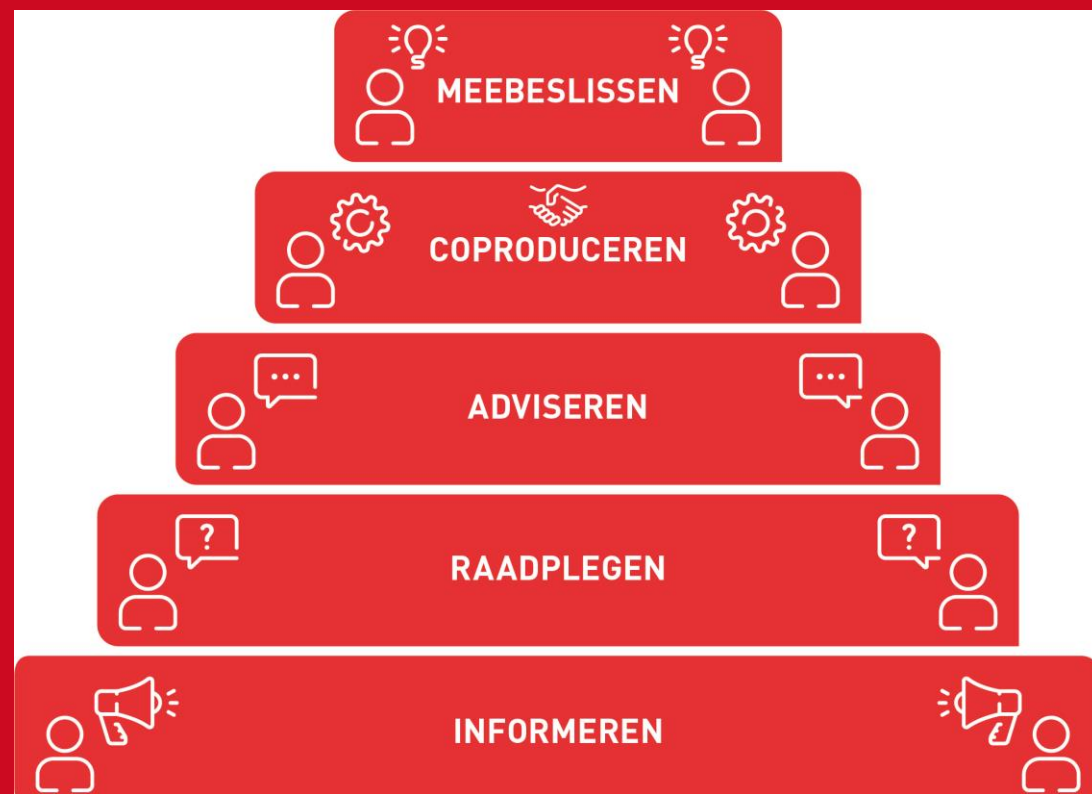 MEEBESLISSEN
COPRODUCEREN
ADVISEREN
?
?
RAADPLEGEN
INFORMEREN